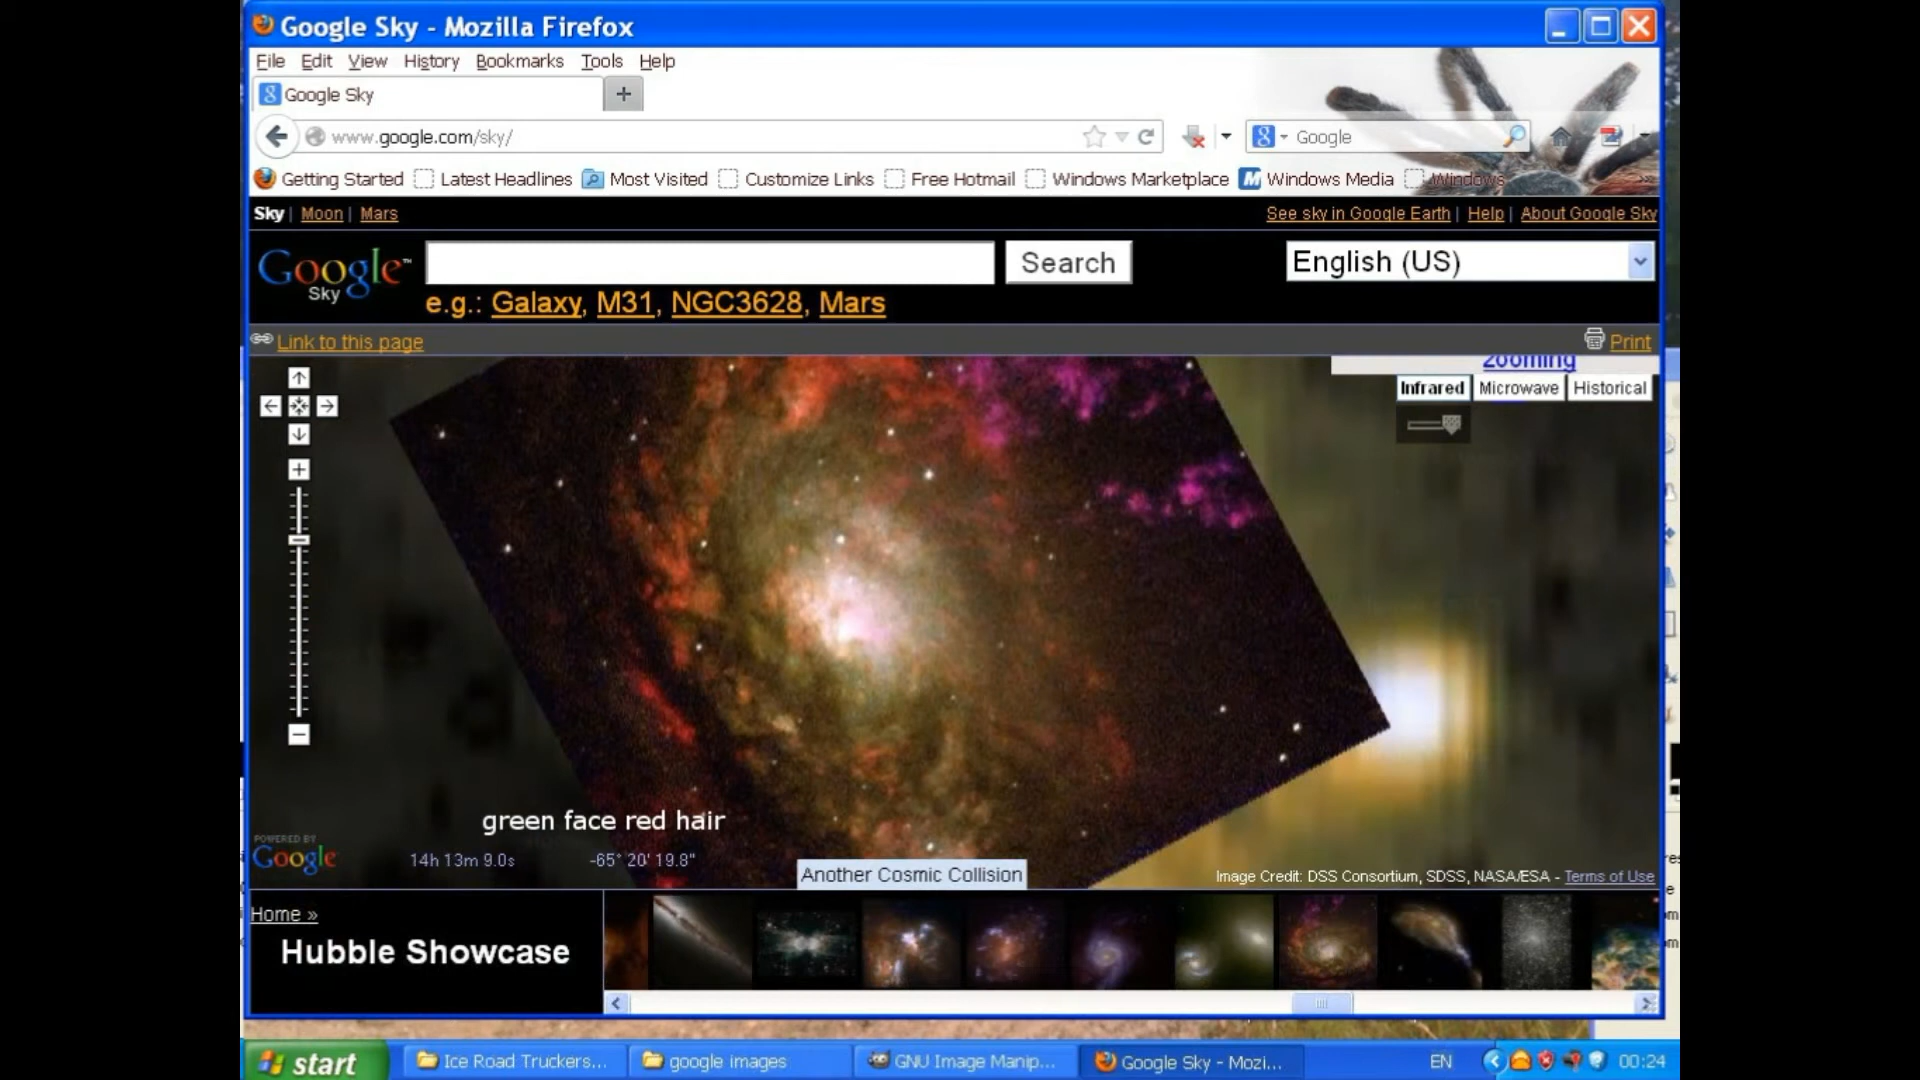 Google Sky - Mozilla Firefox
File Edit View History Bookmarks Tools Help
Google Sky
www.google.com/sky/
Google
Getting Started Latest Headlines Most Visited Customize Links Free Hotmail Windows Marketplace Windows Media Windows
Sky | Moon | Mars
See sky in Google Earth | Help | About Google Sky
Google™ Sky
Search
English (US)
e.g.: Galaxy, M31, NGC3628, Mars
Link to this page
Print
zooming
Infrared Microwave Historical
green face red hair
POWERED BY
Google
14h 13m 9.0s -65° 20' 19.8"
Another Cosmic Collision
Image Credit: DSS Consortium, SDSS, NASA/ESA - Terms of Use
Home »
Hubble Showcase
start
Ice Road Truckers...
google images
GNU Image Manip...
Google Sky - Mozi...
EN
00:24